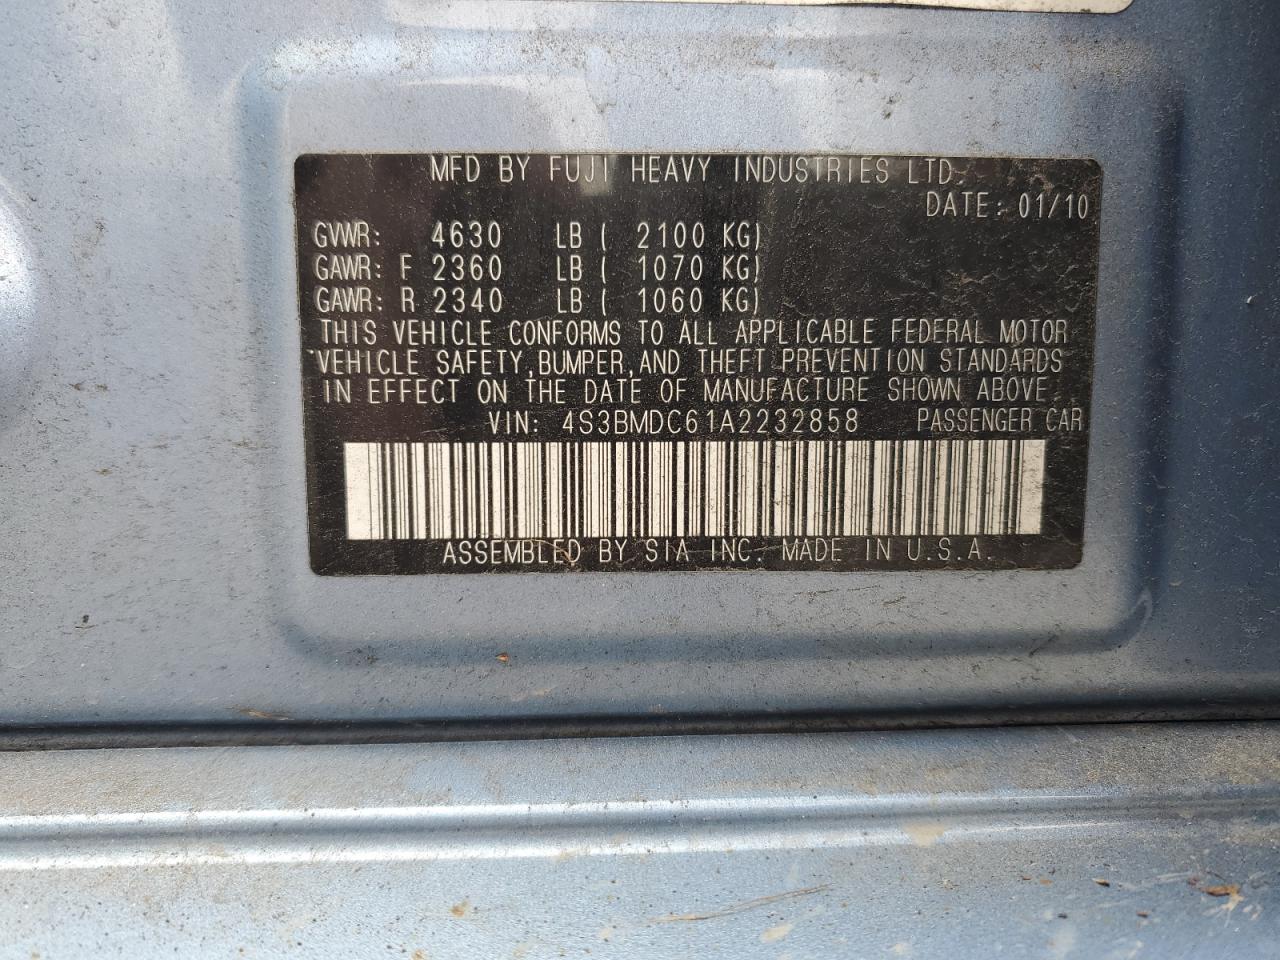 MFD BY FUJI HEAVY INDUSTRIES LTD.
DATE: 01/10
GVWR: 4630 LB ( 2100 KG)
GAWR: F 2360 LB ( 1070 KG)
GAWR: R 2340 LB ( 1060 KG)
THIS VEHICLE CONFORMS TO ALL APPLICABLE FEDERAL MOTOR
VEHICLE SAFETY, BUMPER, AND THEFT PREVENTION STANDARDS
IN EFFECT ON THE DATE OF MANUFACTURE SHOWN ABOVE.
VIN: 4S3BMDC61A2232858 PASSENGER CAR
ASSEMBLED BY SIA INC. MADE IN U.S.A.